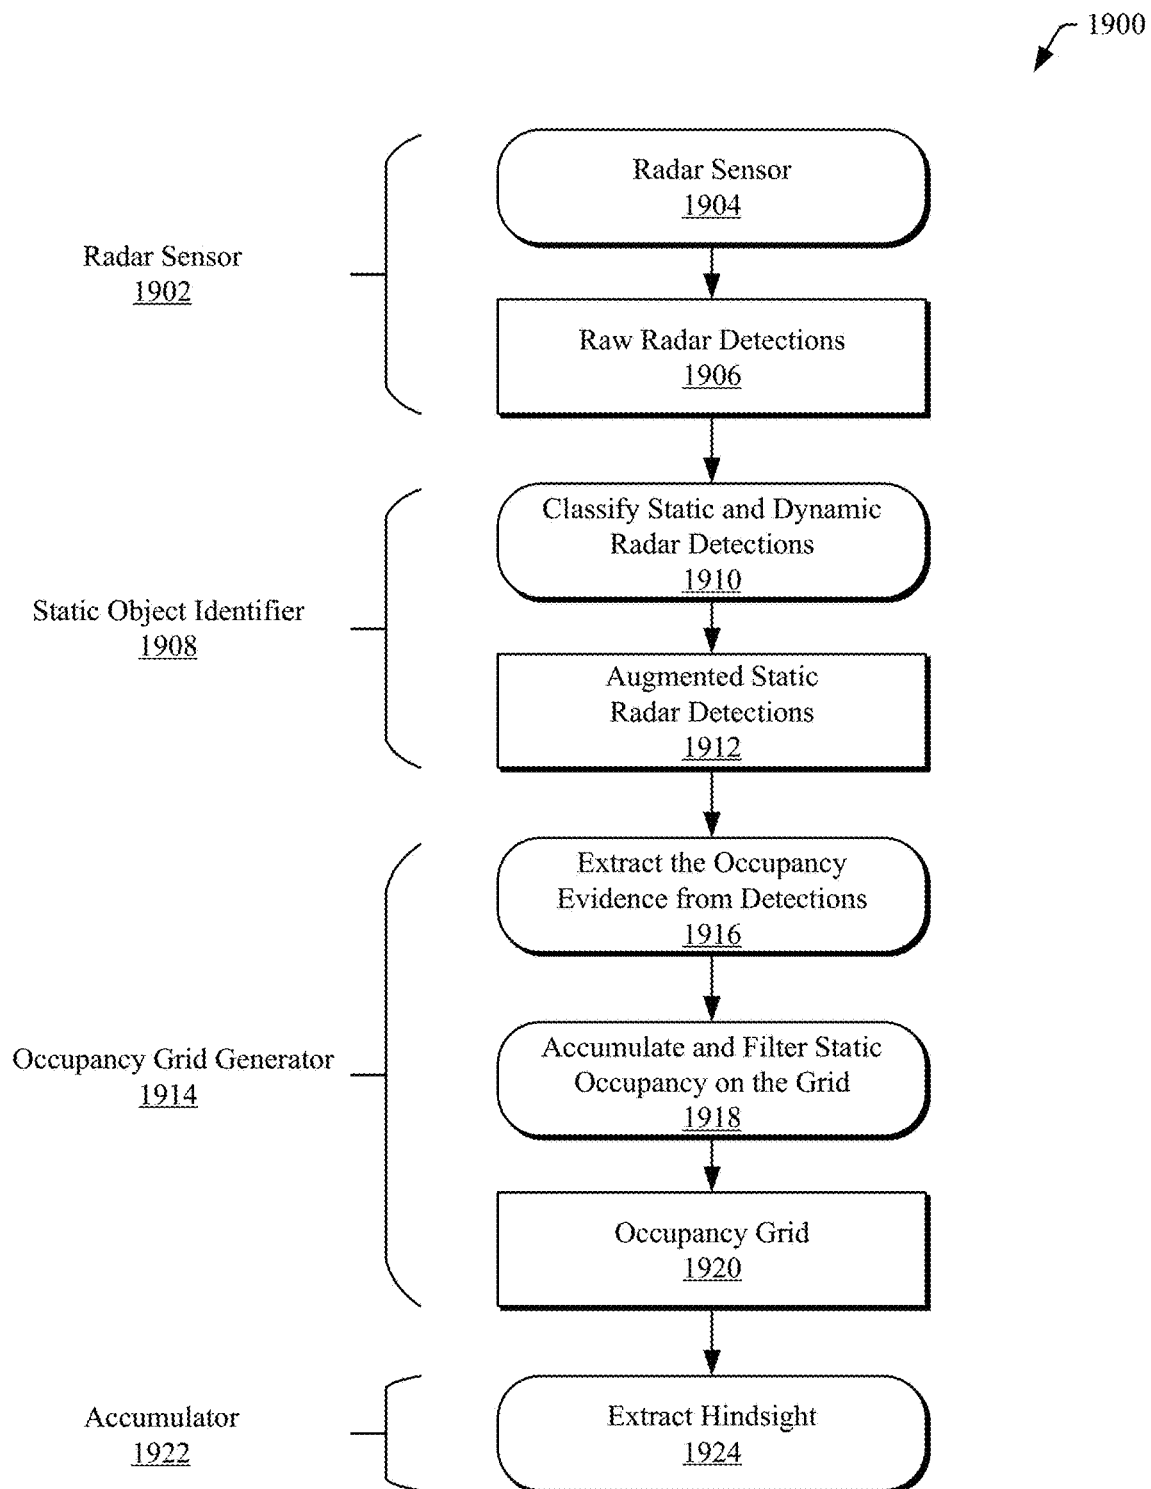 1900
Radar Sensor
1904
Radar Sensor
1902
Raw Radar Detections
1906
Classify Static and Dynamic
Radar Detections
1910
Static Object Identifier
1908
Augmented Static
Radar Detections
1912
Extract the Occupancy
Evidence from Detections
1916
Accumulate and Filter Static
Occupancy on the Grid
1918
Occupancy Grid Generator
1914
Occupancy Grid
1920
Accumulator
1922
Extract Hindsight
1924